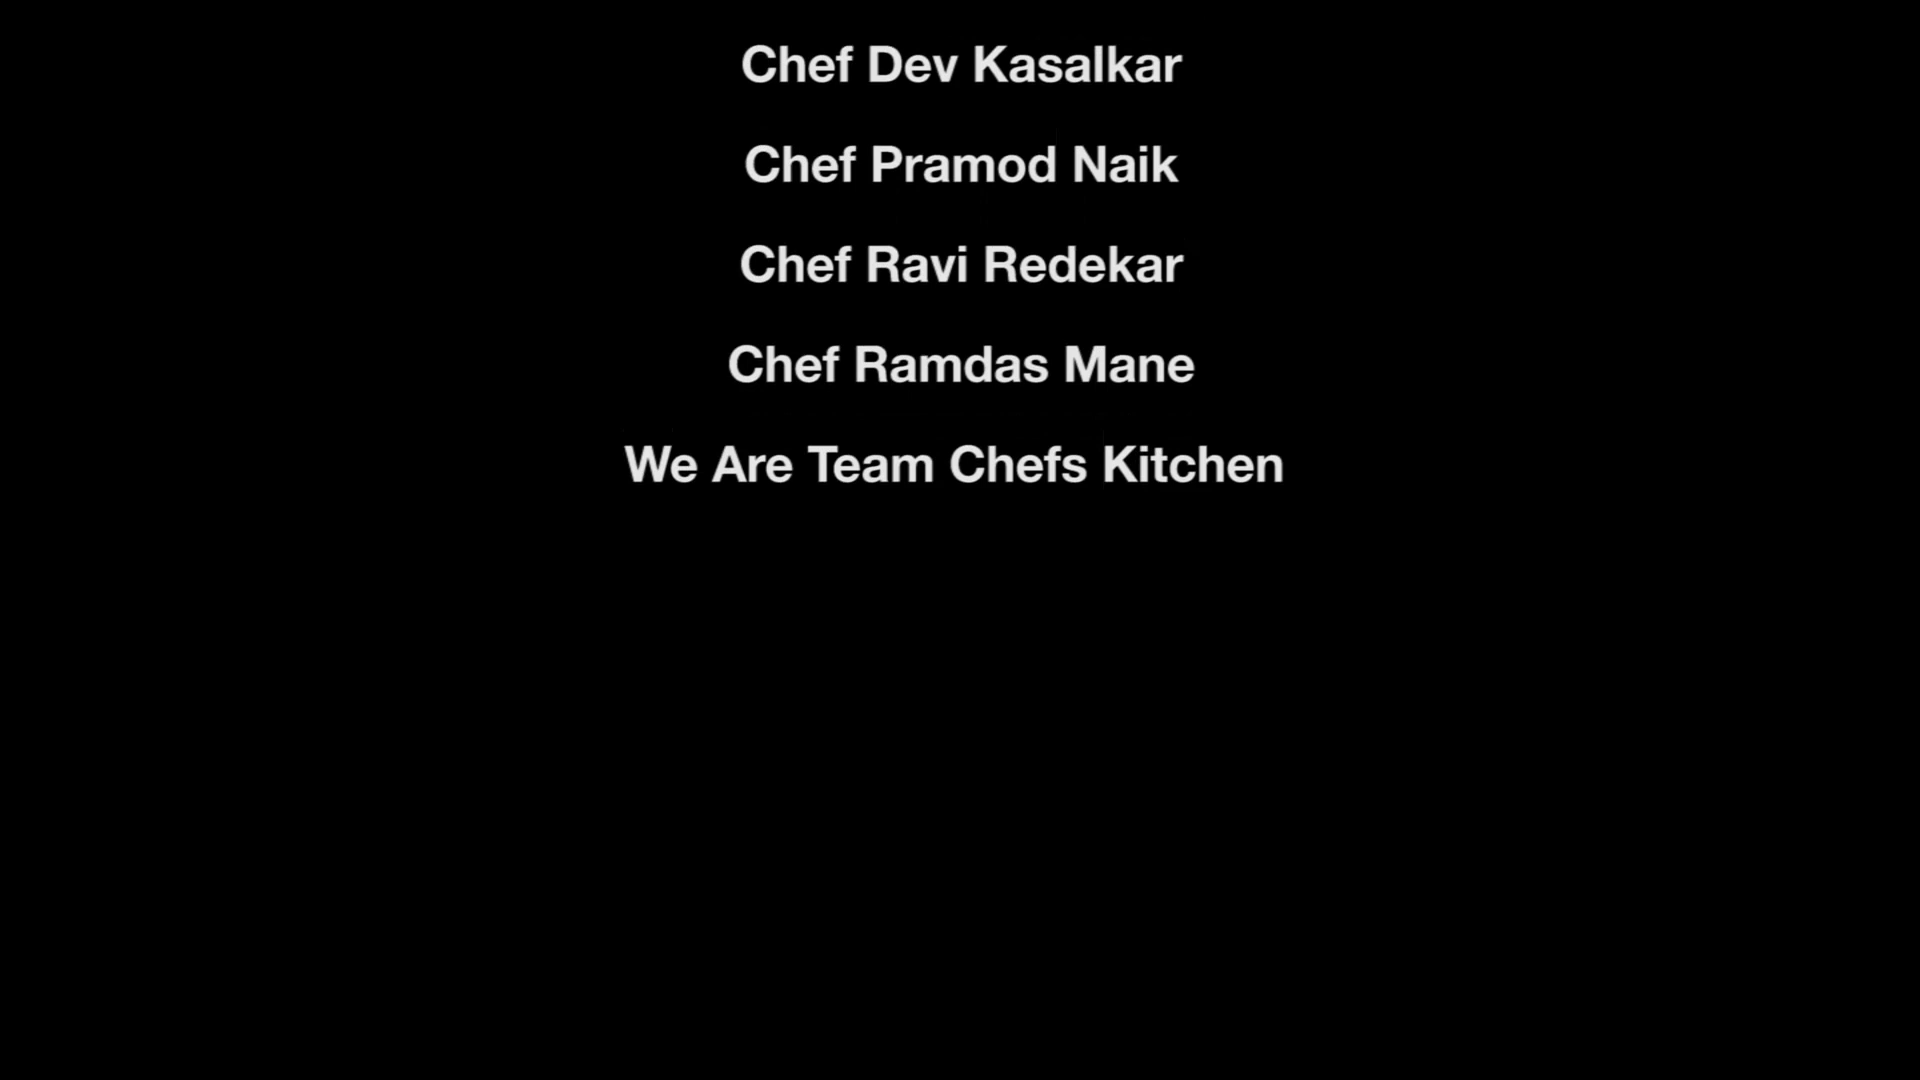 Chef Dev Kasalkar
Chef Pramod Naik
Chef Ravi Redekar
Chef Ramdas Mane
We Are Team Chefs Kitchen